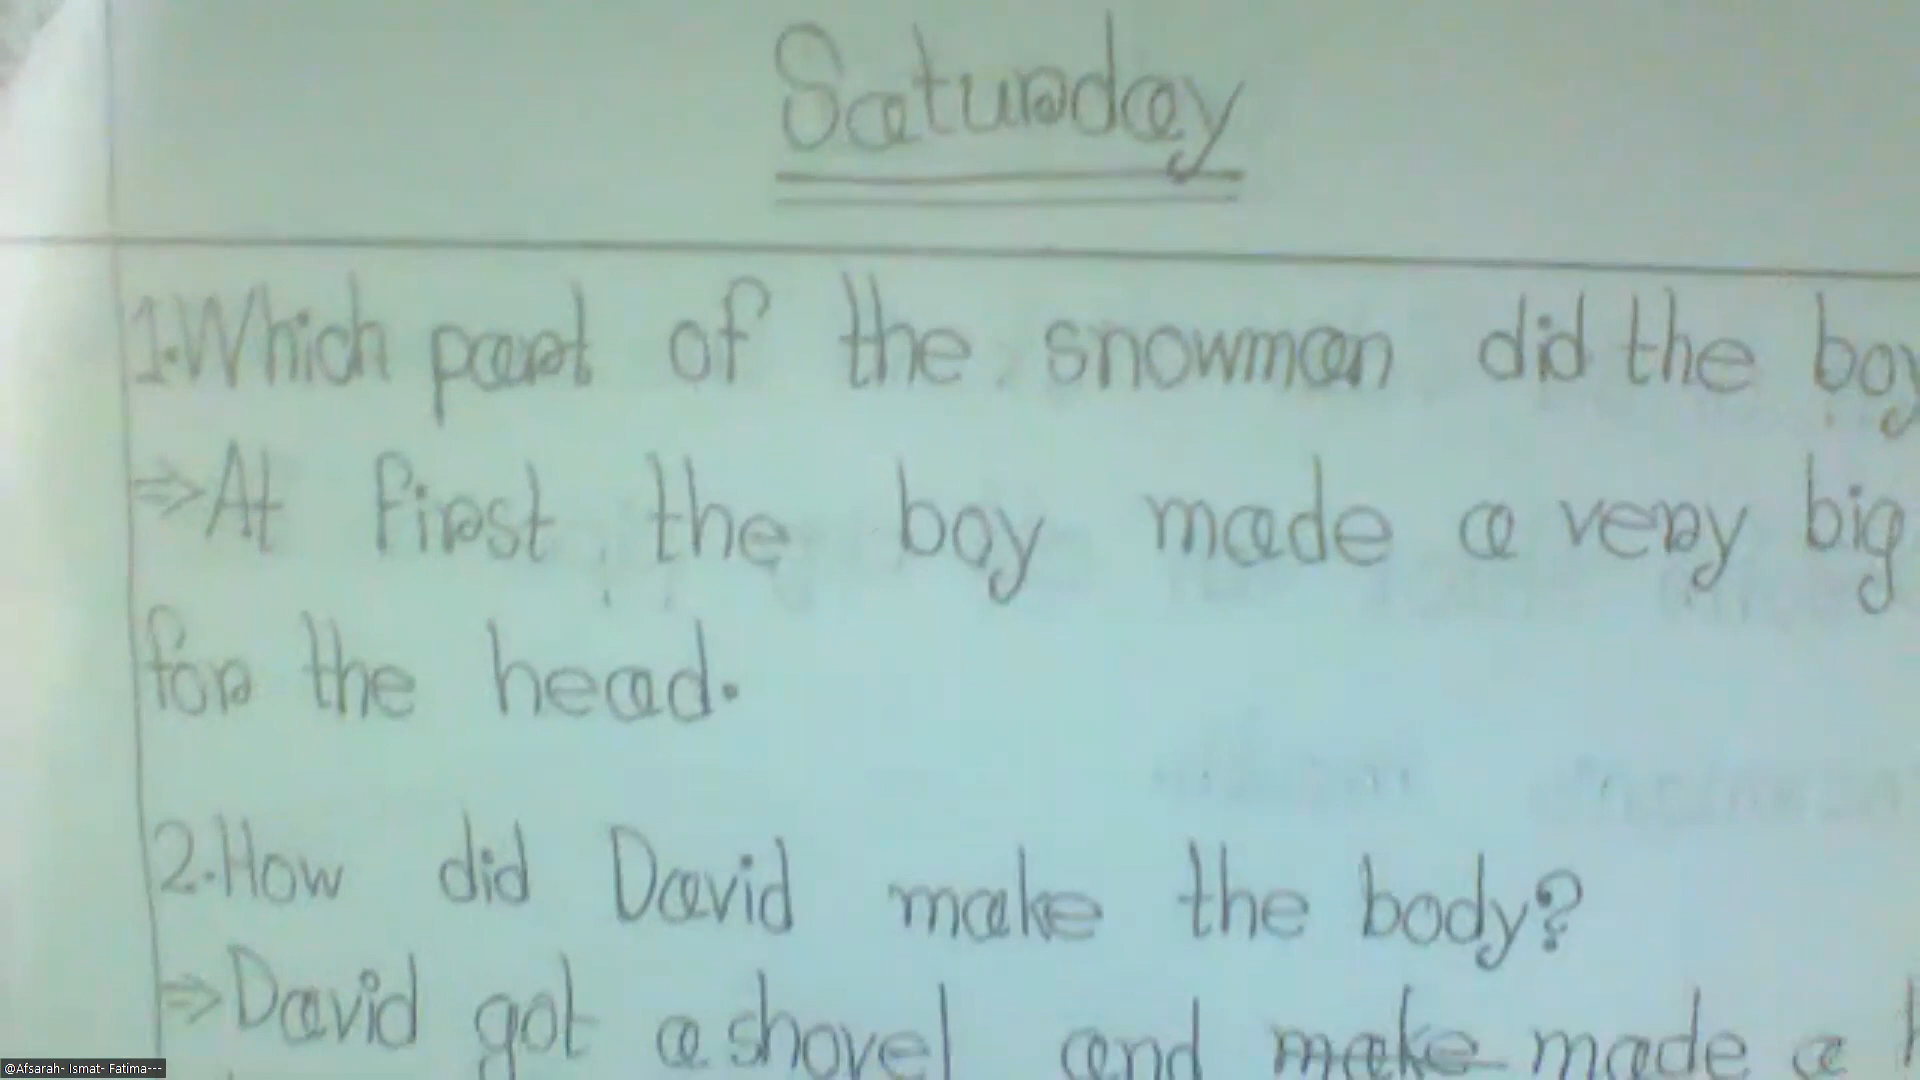 Saturday
1.Which part of the snowman did the boy
⇒At first the boy made a very big
for the head.
2.How did David make the body?
⇒David got a shovel and make made a
@Afsarah- Ismat- Fatima---